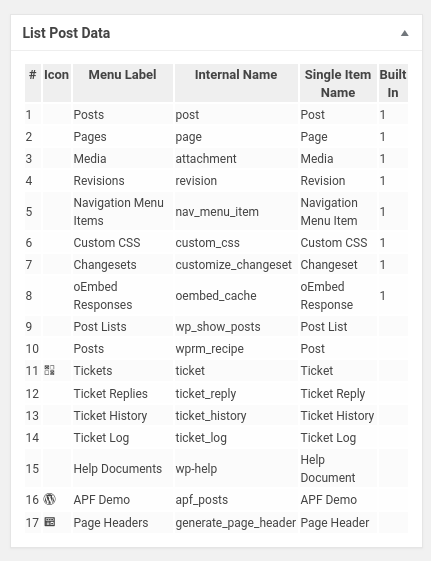 List Post Data
# Icon Menu Label Internal Name Single Item Name Built In
1 Posts post Post 1
2 Pages page Page 1
3 Media attachment Media 1
4 Revisions revision Revision 1
5 Navigation Menu Items nav_menu_item Navigation Menu Item 1
6 Custom CSS custom_css Custom CSS 1
7 Changesets customize_changeset Changeset 1
8 oEmbed Responses oembed_cache oEmbed Response 1
9 Post Lists wp_show_posts Post List
10 Posts wprm_recipe Post
11 Tickets ticket Ticket
12 Ticket Replies ticket_reply Ticket Reply
13 Ticket History ticket_history Ticket History
14 Ticket Log ticket_log Ticket Log
15 Help Documents wp-help Help Document
16 APF Demo apf_posts APF Demo
17 Page Headers generate_page_header Page Header